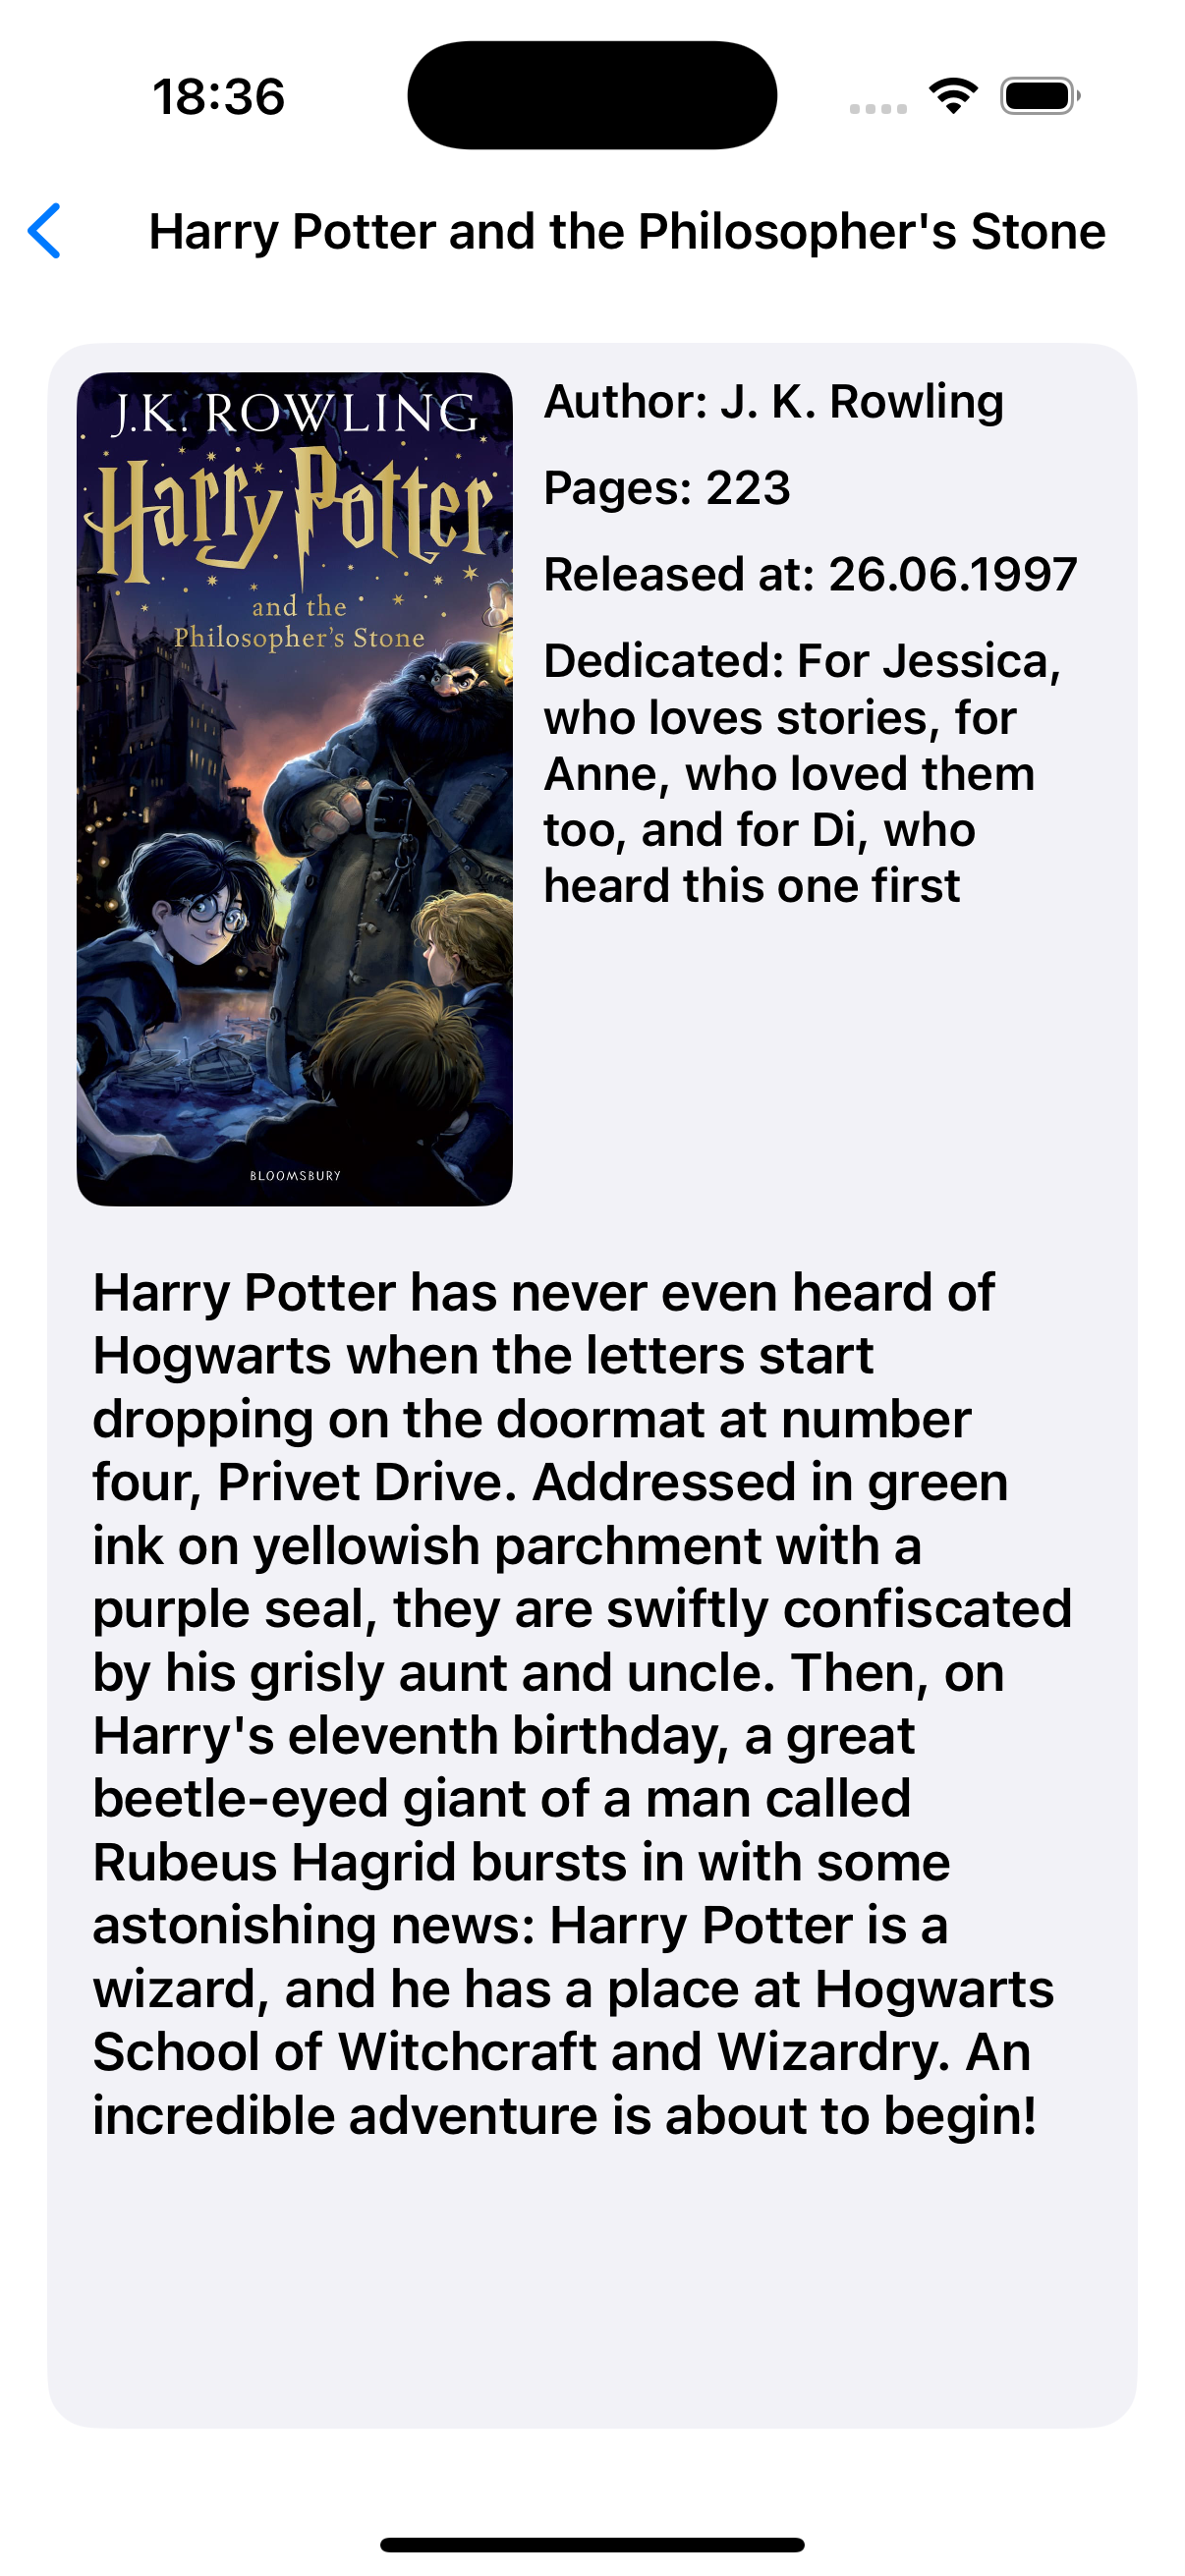 18:36
Harry Potter and the Philosopher's Stone
J.K. ROWLING
Harry Potter
and the
Philosopher's Stone
BLOOMSBURY
Author: J. K. Rowling
Pages: 223
Released at: 26.06.1997
Dedicated: For Jessica,
who loves stories, for
Anne, who loved them
too, and for Di, who
heard this one first
Harry Potter has never even heard of
Hogwarts when the letters start
dropping on the doormat at number
four, Privet Drive. Addressed in green
ink on yellowish parchment with a
purple seal, they are swiftly confiscated
by his grisly aunt and uncle. Then, on
Harry's eleventh birthday, a great
beetle-eyed giant of a man called
Rubeus Hagrid bursts in with some
astonishing news: Harry Potter is a
wizard, and he has a place at Hogwarts
School of Witchcraft and Wizardry. An
incredible adventure is about to begin!